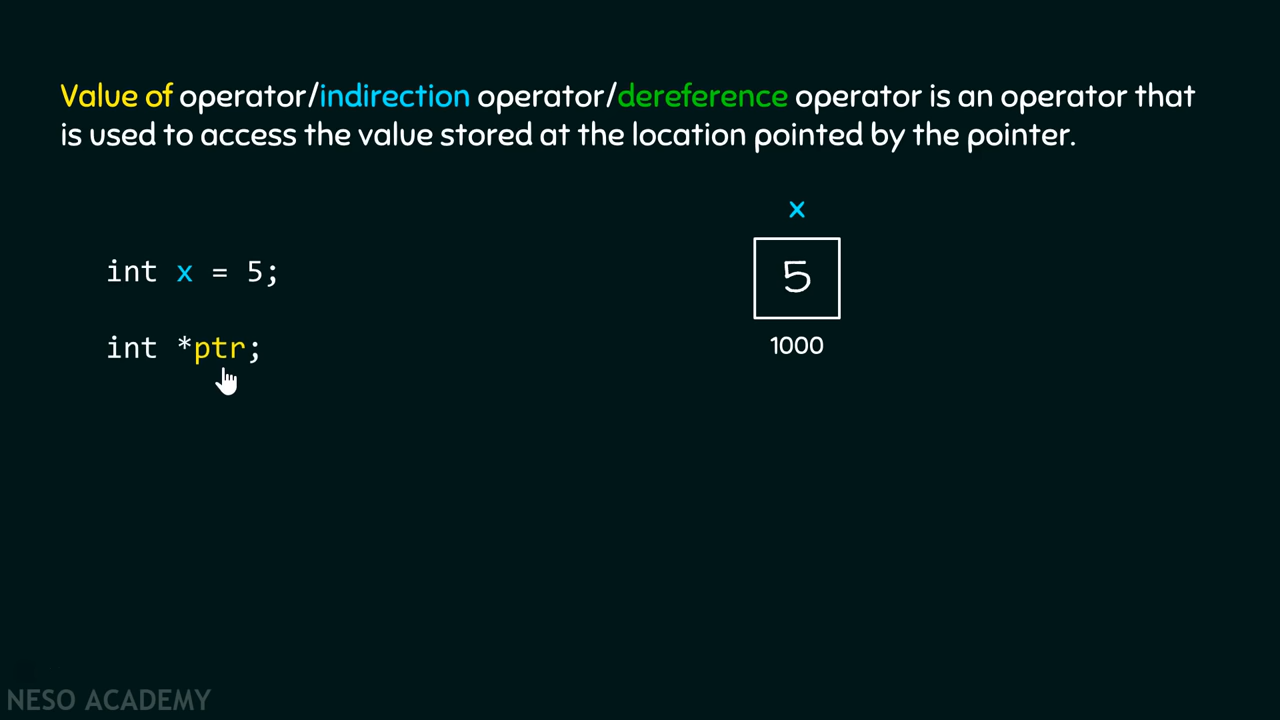 Value of operator/indirection operator/dereference operator is an operator that
is used to access the value stored at the location pointed by the pointer.
x
int x = 5;
5
int *ptr;
1000
NESO ACADEMY